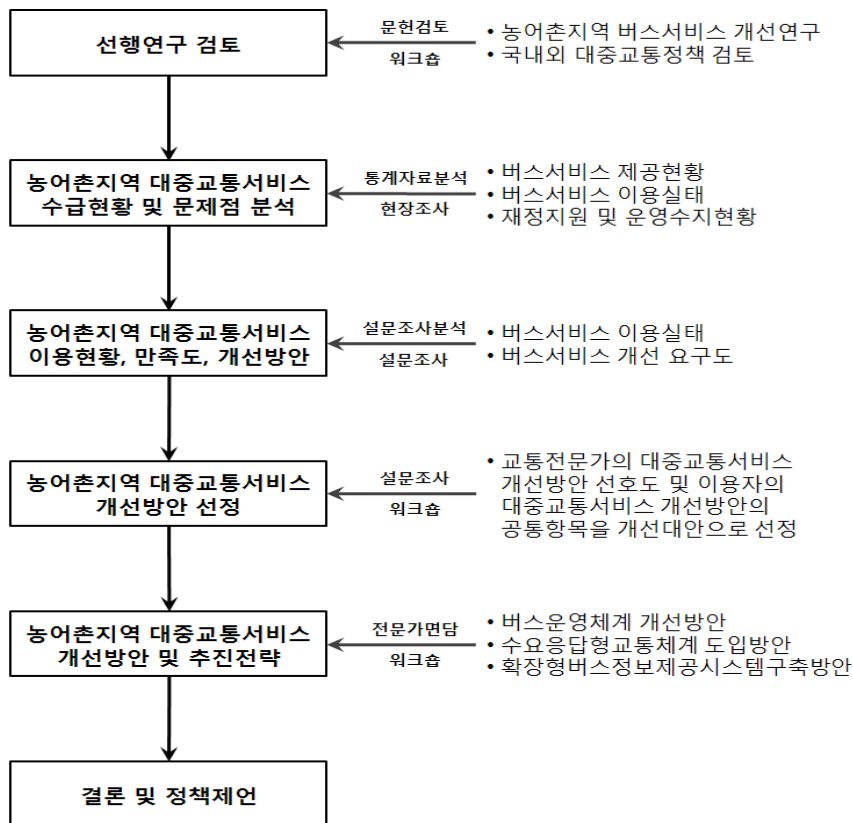 선행연구 검토
문헌검토
워크숍
• 농어촌지역 버스서비스 개선연구
• 국내외 대중교통정책 검토
농어촌지역 대중교통서비스
수급현황 및 문제점 분석
통계자료분석
현장조사
• 버스서비스 제공현황
• 버스서비스 이용실태
• 재정지원 및 운영수지현황
농어촌지역 대중교통서비스
이용현황, 만족도, 개선방안
설문조사분석
설문조사
• 버스서비스 이용실태
• 버스서비스 개선 요구도
농어촌지역 대중교통서비스
개선방안 선정
설문조사
워크숍
• 교통전문가의 대중교통서비스
개선방안 선호도 및 이용자의
대중교통서비스 개선방안의
공통항목을 개선대안으로 선정
농어촌지역 대중교통서비스
개선방안 및 추진전략
전문가면담
워크숍
• 버스운영체계 개선방안
• 수요응답형교통체계 도입방안
• 확장형버스정보제공시스템구축방안
결론 및 정책제언